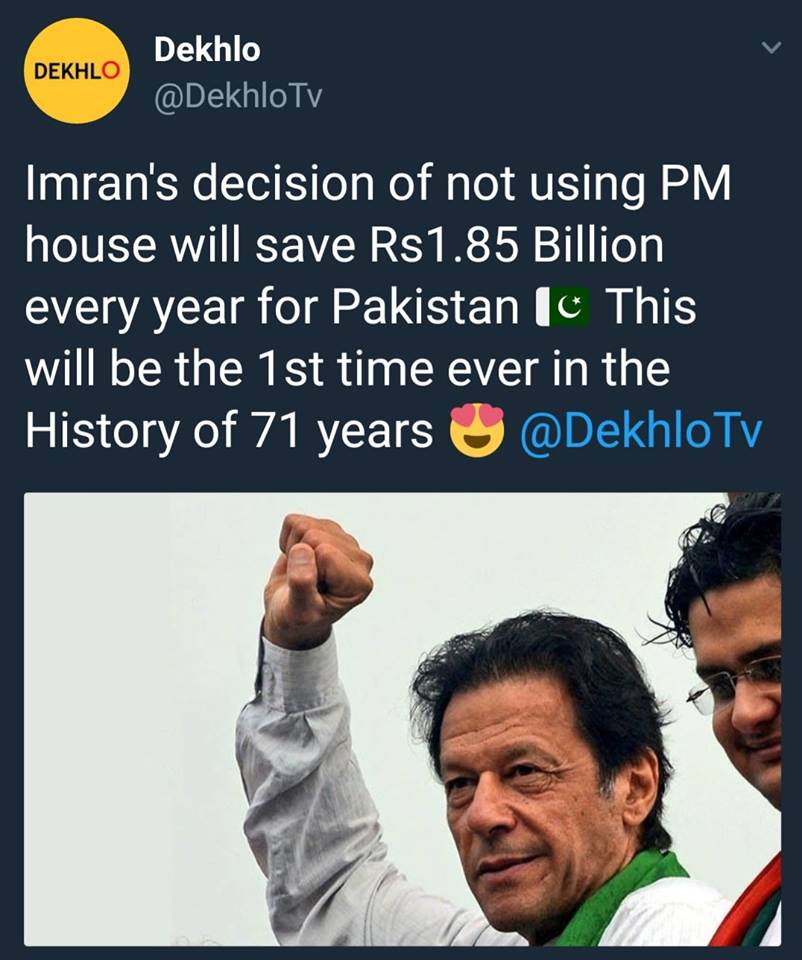 DEKHLO
Dekhlo
@DekhloTv
Imran's decision of not using PM
house will save Rs1.85 Billion
every year for Pakistan 🇵🇰 This
will be the 1st time ever in the
History of 71 years 😍 @DekhloTv